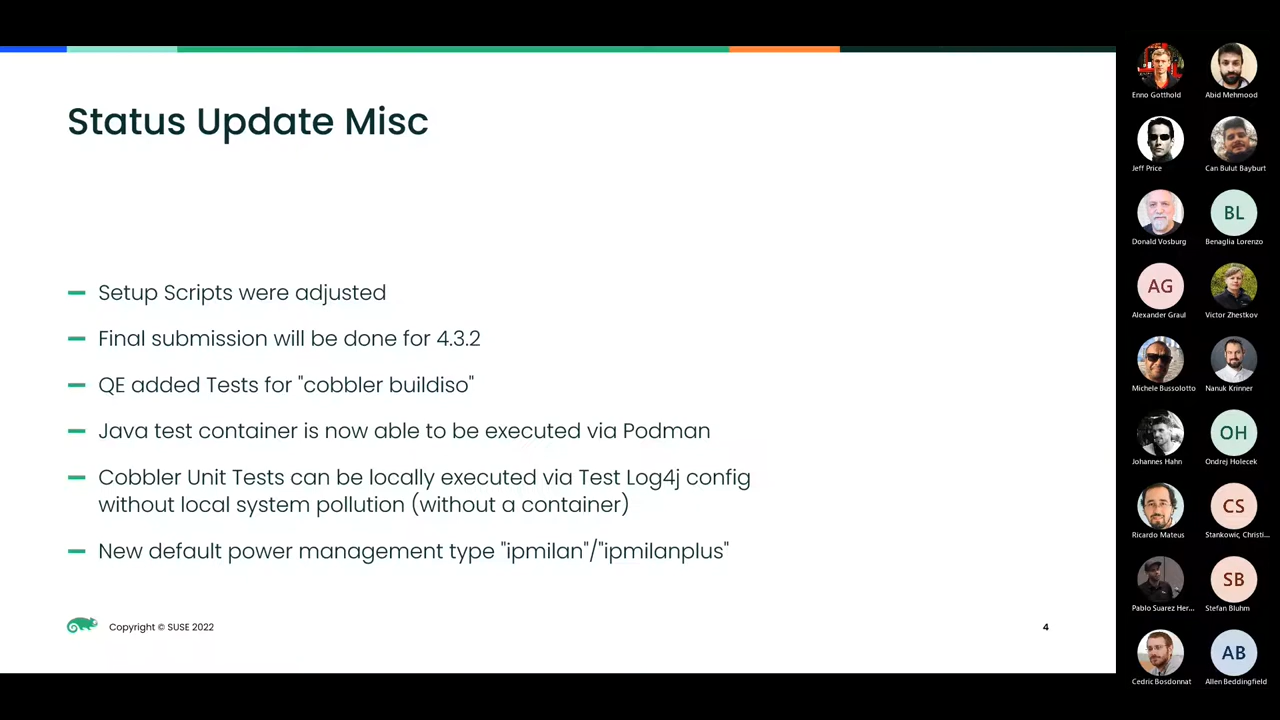 Status Update Misc
Setup Scripts were adjusted
Final submission will be done for 4.3.2
QE added Tests for "cobbler buildiso"
Java test container is now able to be executed via Podman
Cobbler Unit Tests can be locally executed via Test Log4j config
without local system pollution (without a container)
New default power management type "ipmilan"/"ipmilanplus"
Copyright © SUSE 2022
4
Enno Gotthold
Abid Mehmood
Jeff Price
Can Bulut Bayburt
Donald Vosburg
BL
Benaglia Lorenzo
AG
Alexander Graul
Victor Zhestkov
Michele Bussolotto
Nanuk Krinner
Johannes Hahn
OH
Ondrej Holecek
Ricardo Mateus
CS
Stankowic, Christi...
Pablo Suarez Her...
SB
Stefan Bluhm
Cedric Bosdonnat
AB
Allen Beddingfield